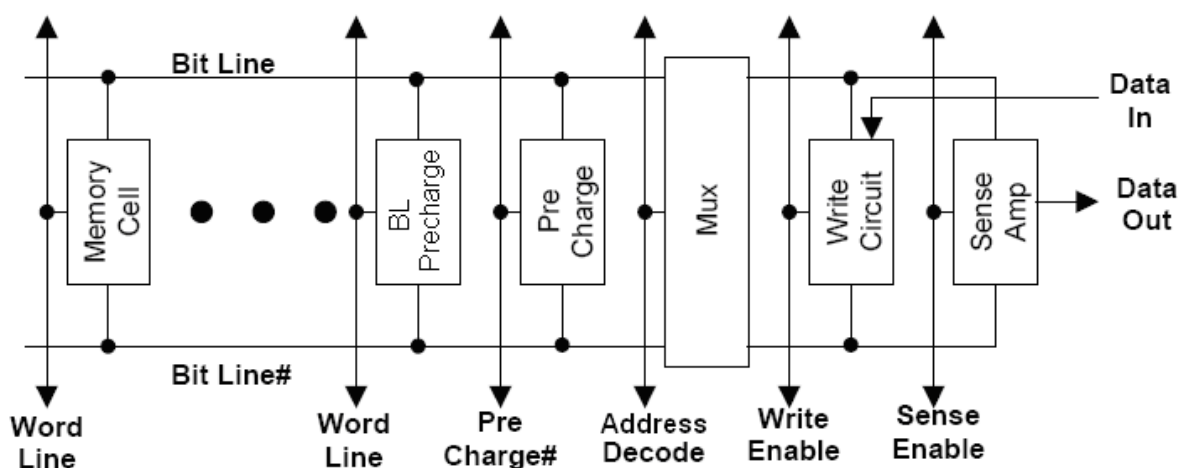 Bit Line
Data
In
Memory
Cell
BL
Precharge
Pre
Charge
Mux
Write
Circuit
Sense
Amp
Data
Out
Bit Line#
Word
Line
Word
Line
Pre
Charge#
Address
Decode
Write
Enable
Sense
Enable